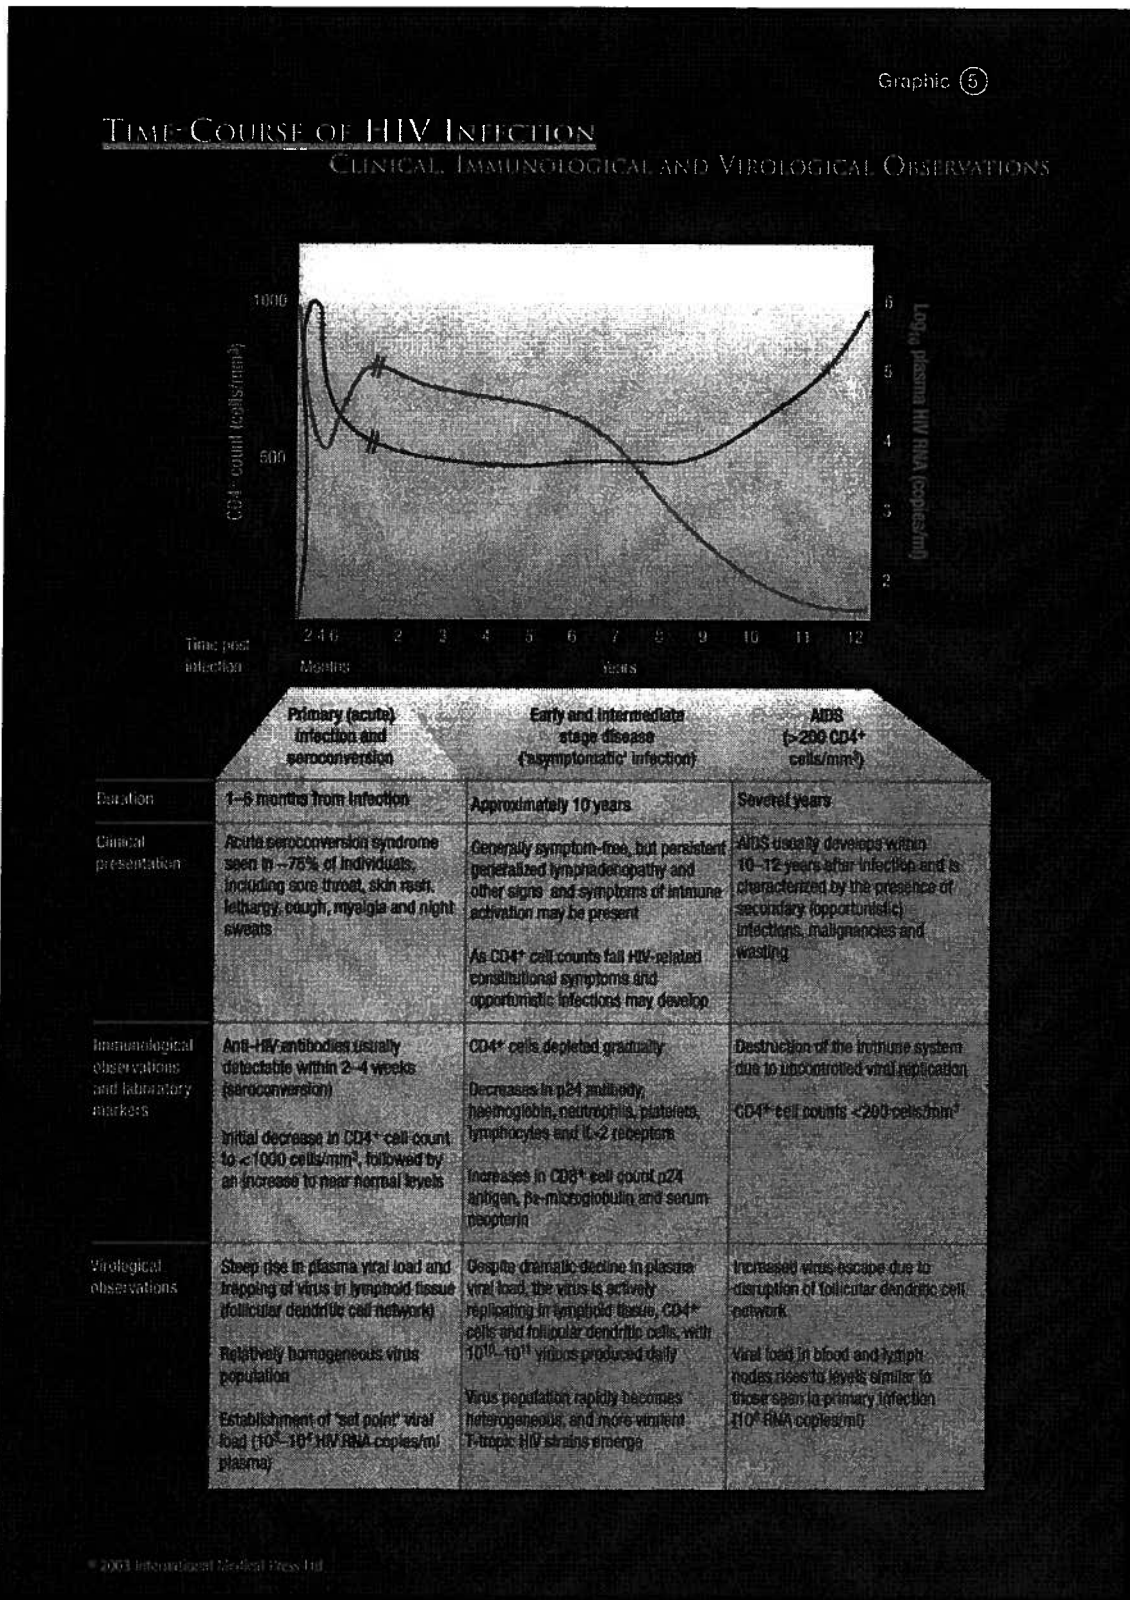 Graphic 5
TIME-COURSE OF HIV INFECTION
CLINICAL, IMMUNOLOGICAL AND VIROLOGICAL OBSERVATIONS
1000
500
CD4+ count (cells/mm³)
6
5
4
3
2
Log₁₀ plasma HIV RNA (copies/ml)
2 4 6 2 3 4 5 6 7 8 9 10 11 12
Time post
infection
Months
Years
Primary (acute)
infection and
seroconversion
Early and intermediate
stage disease
('asymptomatic' infection)
AIDS
(>200 CD4+
cells/mm³)
Duration
1–6 months from infection
Approximately 10 years
Several years
Clinical
presentation
Acute seroconversion syndrome
seen in ~75% of individuals,
including sore throat, skin rash,
lethargy, cough, myalgia and night
sweats
Generally symptom-free, but persistent
generalized lymphadenopathy and
other signs and symptoms of immune
activation may be present
As CD4+ cell counts fall HIV-related
constitutional symptoms and
opportunistic infections may develop
AIDS usually develops within
10–12 years after infection and is
characterized by the presence of
secondary (opportunistic)
infections, malignancies and
wasting
Immunological
observations
and laboratory
markers
Anti-HIV antibodies usually
detectable within 2–4 weeks
(seroconversion)
Initial decrease in CD4+ cell count
to <1000 cells/mm³, followed by
an increase to near normal levels
CD4+ cells depleted gradually
Decreases in p24 antibody,
haemoglobin, neutrophils, platelets,
lymphocytes and IL-2 receptors
Increases in CD8+ cell count p24
antigen, β₂-microglobulin and serum
neopterin
Destruction of the immune system
due to uncontrolled viral replication
CD4+ cell counts <200 cells/mm³
Virological
observations
Steep rise in plasma viral load and
trapping of virus in lymphoid tissue
(follicular dendritic cell network)
Relatively homogeneous virus
population
Establishment of 'set point' viral
load HIV RNA copies/ml
plasma)
Despite dramatic decline in plasma
viral load, the virus is actively
replicating in lymphoid tissue, CD4+
cells and follicular dendritic cells, with
10¹⁰–10¹¹ virions produced daily
Virus population rapidly becomes
heterogeneous, and more virulent
T-tropic HIV strains emerge
Increased virus escape due to
disruption of follicular dendritic cell
network
Viral load in blood and lymph
nodes rises to levels similar to
those seen in primary infection
(10⁶ RNA copies/ml)
© 2003 International Medical Press Ltd